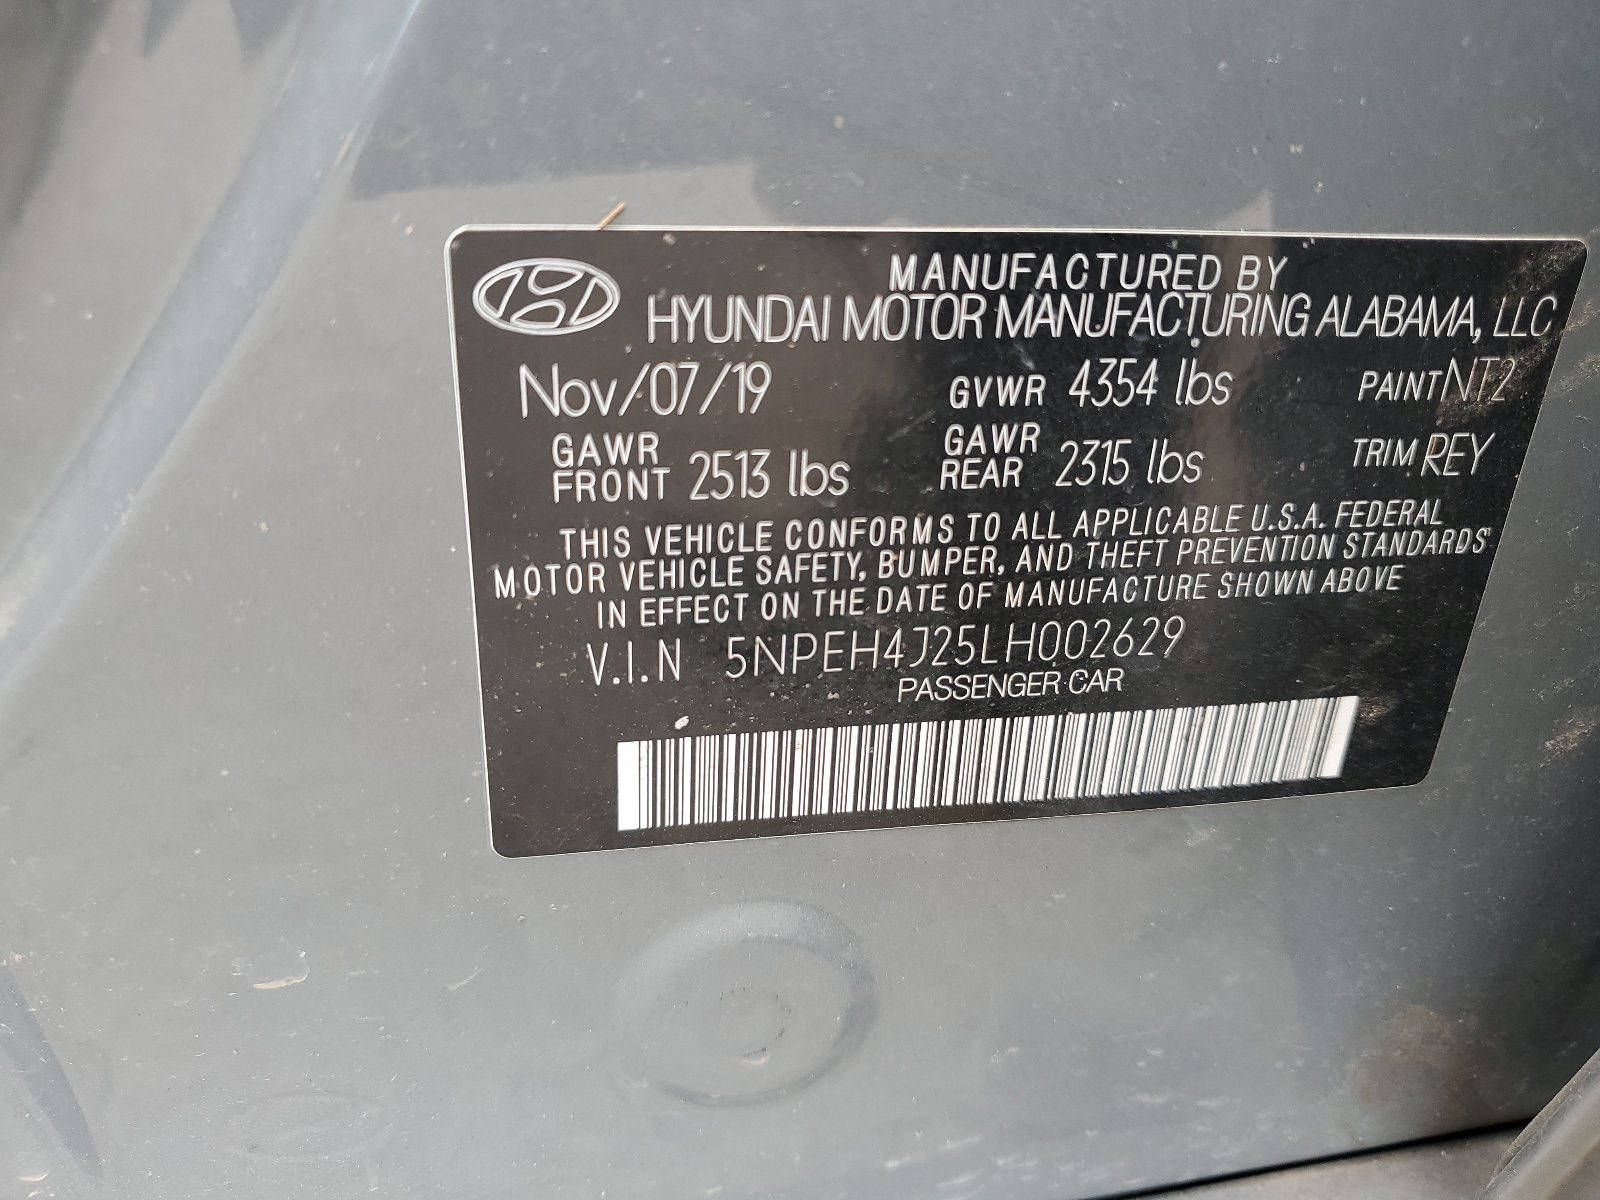 MANUFACTURED BY
HYUNDAI MOTOR MANUFACTURING ALABAMA, LLC
Nov/07/19 GVWR 4354 lbs PAINT NT2
GAWR FRONT 2513 lbs GAWR REAR 2315 lbs TRIM REY
THIS VEHICLE CONFORMS TO ALL APPLICABLE U.S.A. FEDERAL
MOTOR VEHICLE SAFETY, BUMPER, AND THEFT PREVENTION STANDARDS
IN EFFECT ON THE DATE OF MANUFACTURE SHOWN ABOVE
V.I.N 5NPEH4J25LH002629
PASSENGER CAR